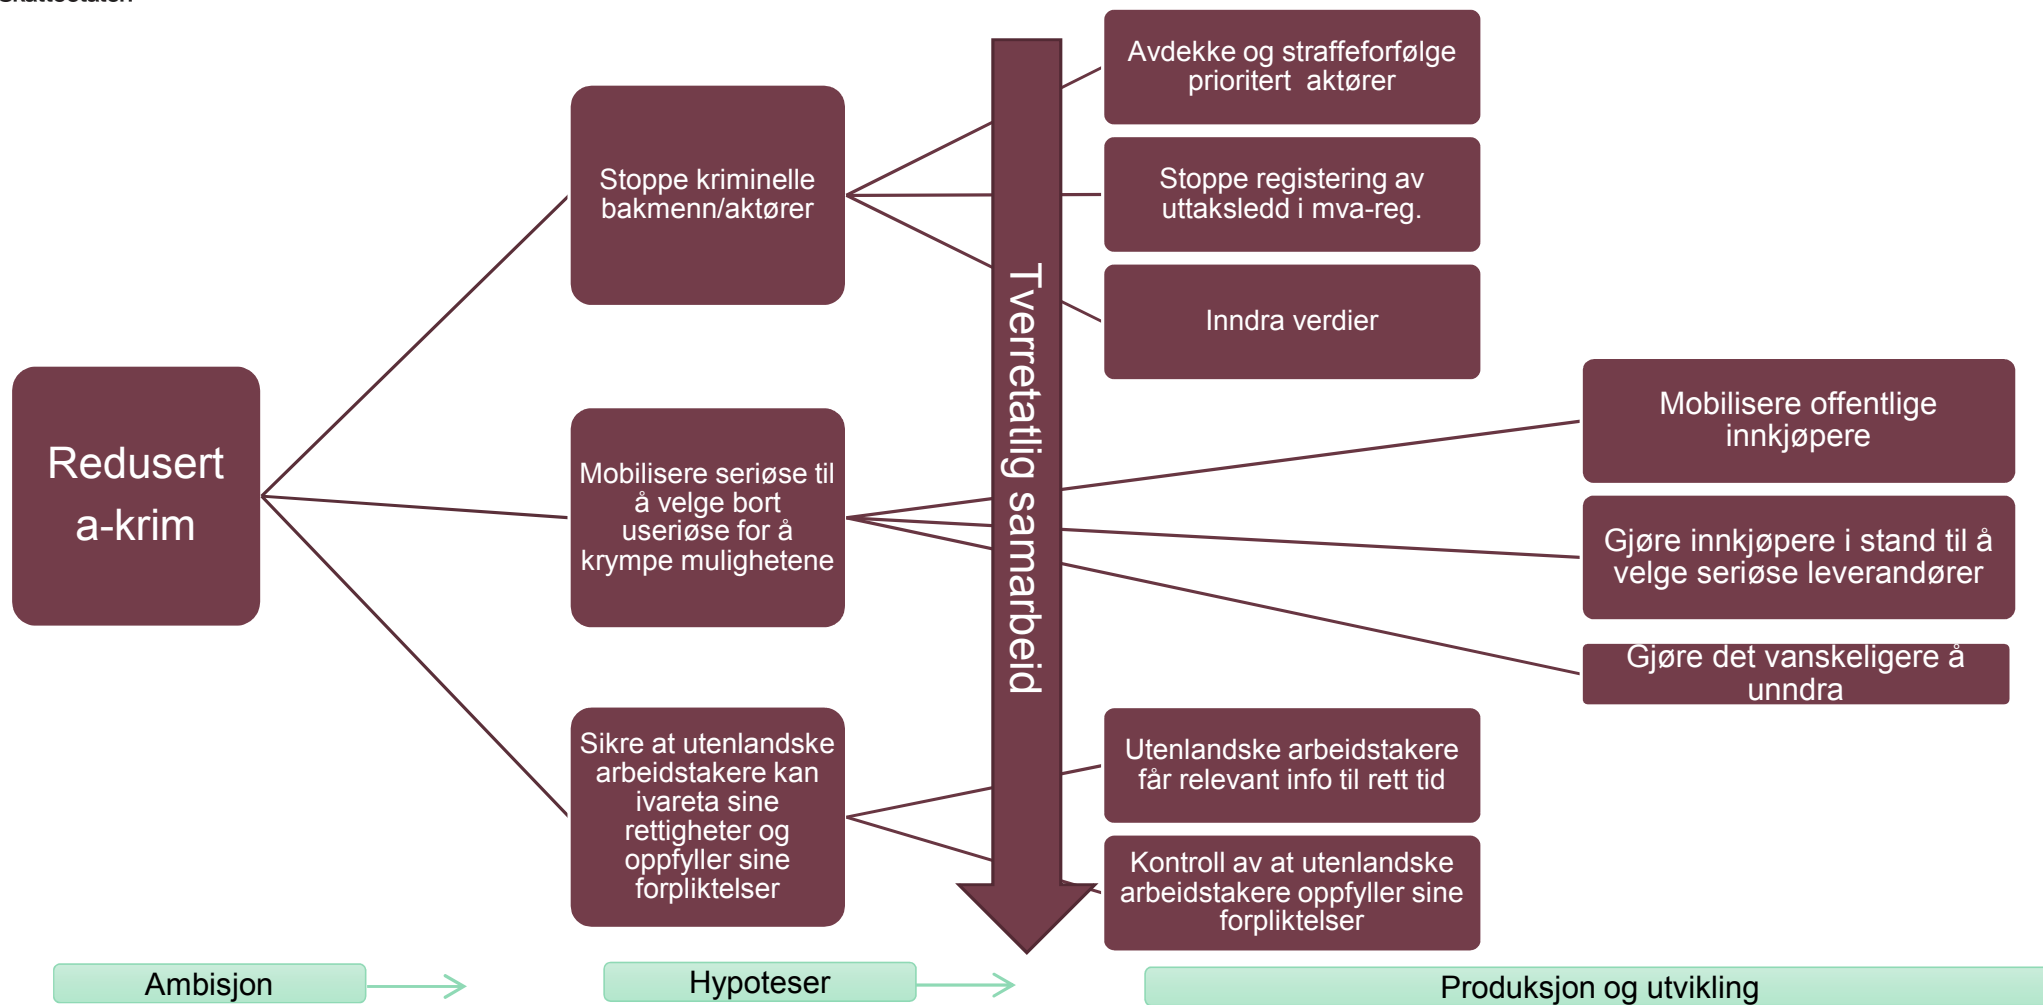 Skatteetaten
Redusert
a-krim
Stoppe kriminelle
bakmenn/aktører
Mobilisere seriøse til
å velge bort
useriøse for å
krympe mulighetene
Sikre at utenlandske
arbeidstakere kan
ivareta sine
rettigheter og
oppfyller sine
forpliktelser
Tverretatlig samarbeid
Avdekke og straffeforfølge
prioritert aktører
Stoppe registering av
uttaksledd i mva-reg.
Inndra verdier
Mobilisere offentlige
innkjøpere
Gjøre innkjøpere i stand til å
velge seriøse leverandører
Gjøre det vanskeligere å
unndra
Utenlandske arbeidstakere
får relevant info til rett tid
Kontroll av at utenlandske
arbeidstakere oppfyller sine
forpliktelser
Ambisjon
Hypoteser
Produksjon og utvikling